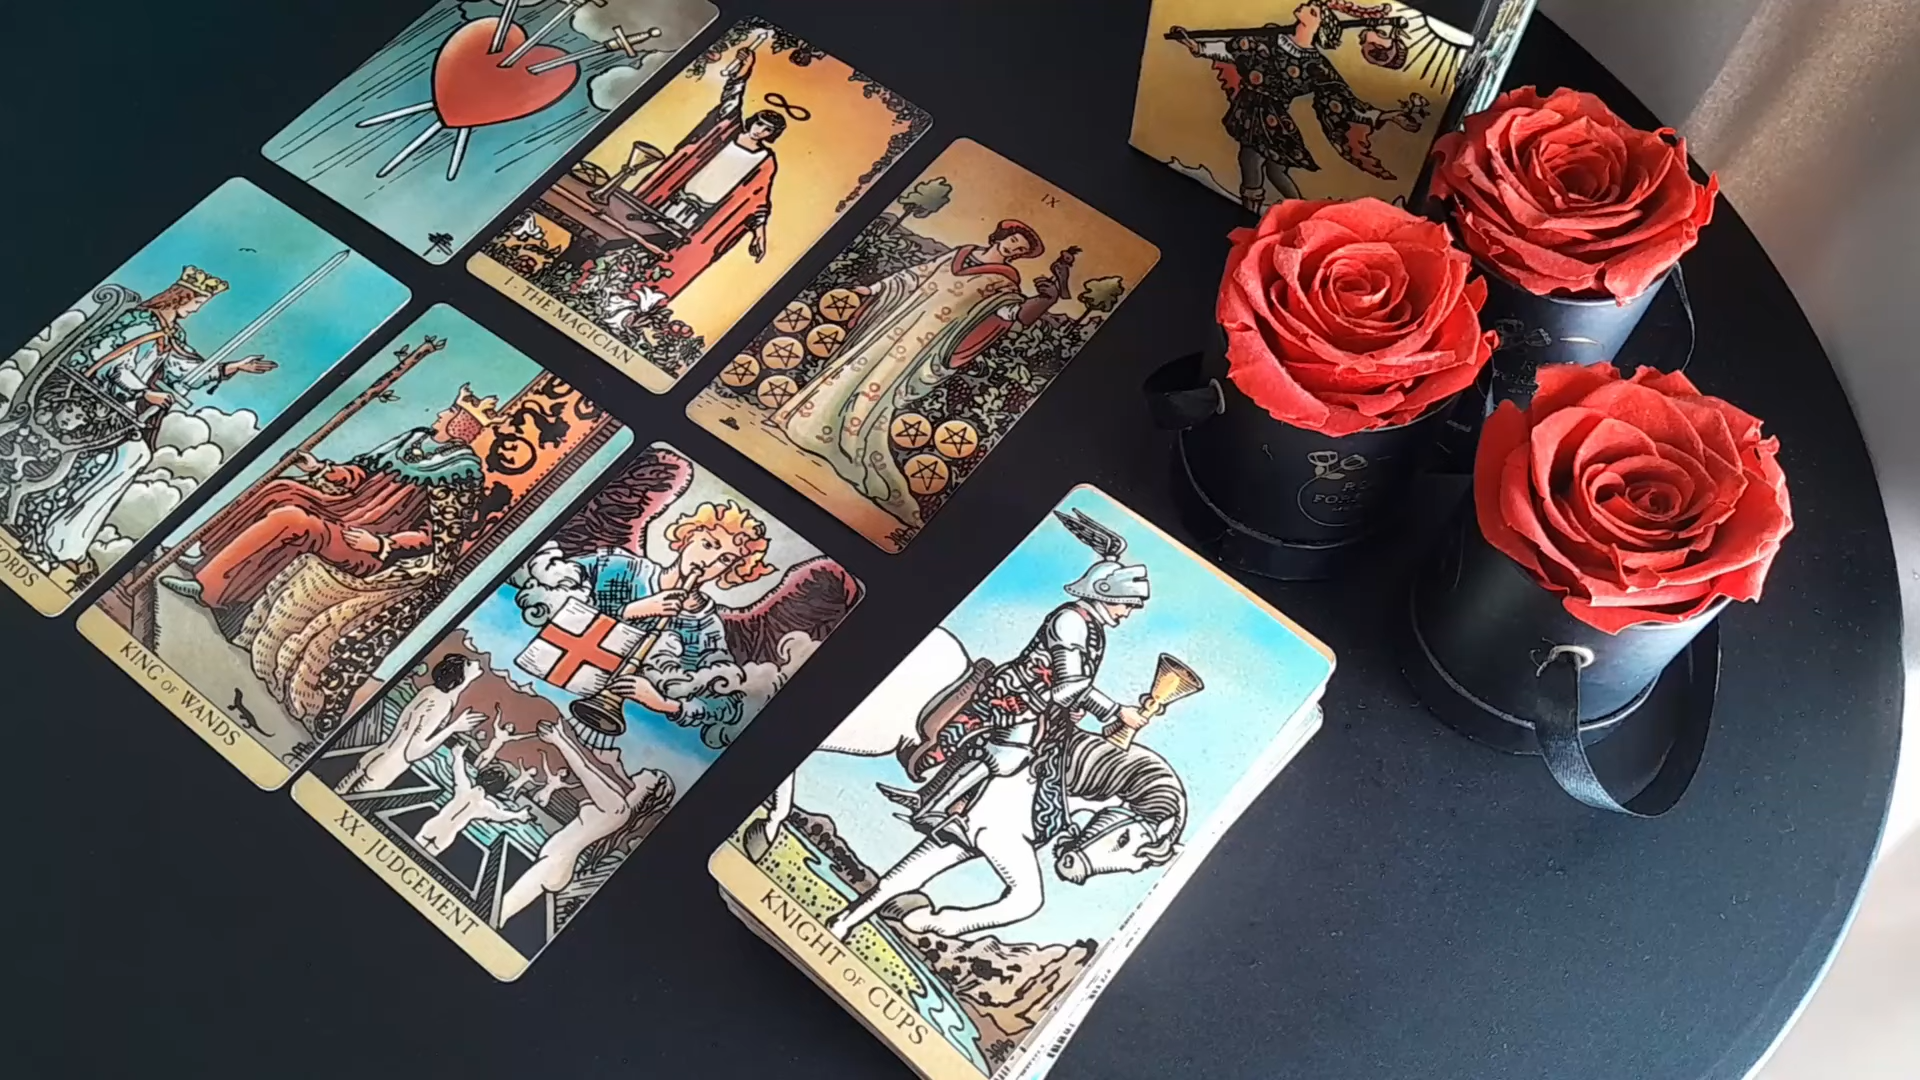 I - THE MAGICIAN
IX
ORDS
KING OF WANDS
XX - JUDGEMENT
KNIGHT OF CUPS